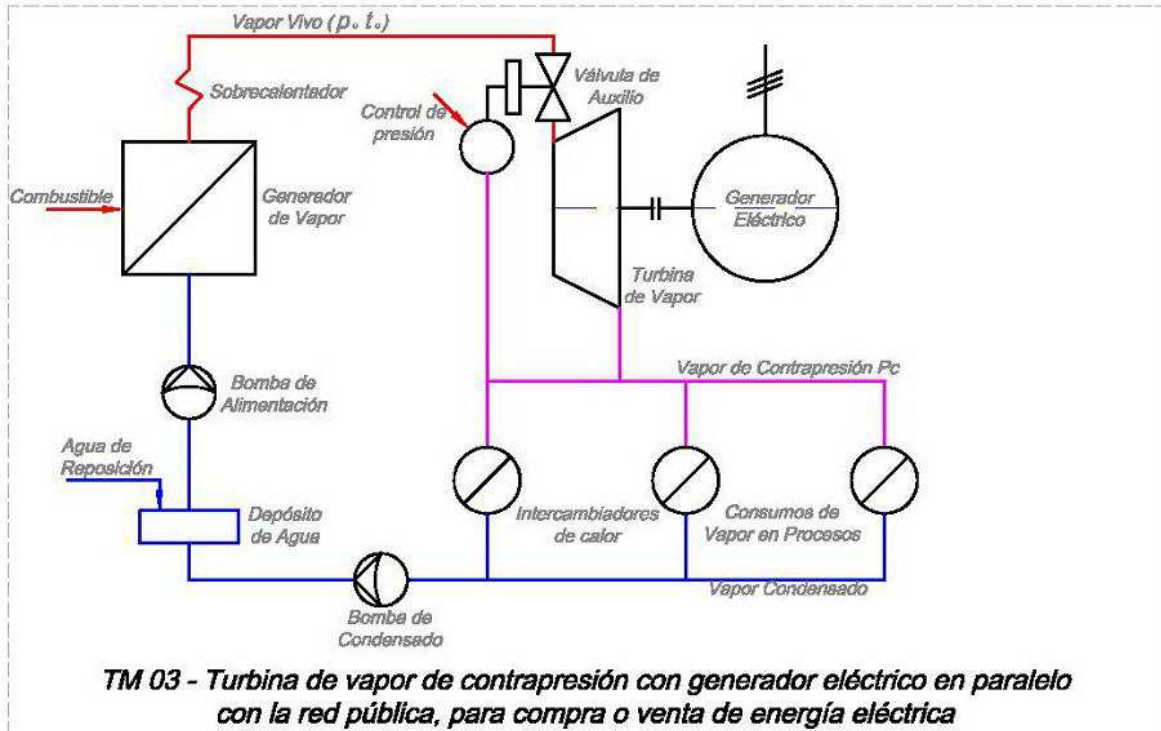 Vapor Vivo (p. t.)
Sobrecalentador
Válvula de
Auxilio
Control de
presión
Combustible
Generador
de Vapor
Generador
Eléctrico
Turbina
de Vapor
Vapor de Contrapresión Pc
Bomba de
Alimentación
Agua de
Reposición
Depósito
de Agua
Intercambiadores
de calor
Consumos de
Vapor en Procesos
Vapor Condensado
Bomba de
Condensado
TM 03 - Turbina de vapor de contrapresión con generador eléctrico en paralelo
con la red pública, para compra o venta de energía eléctrica